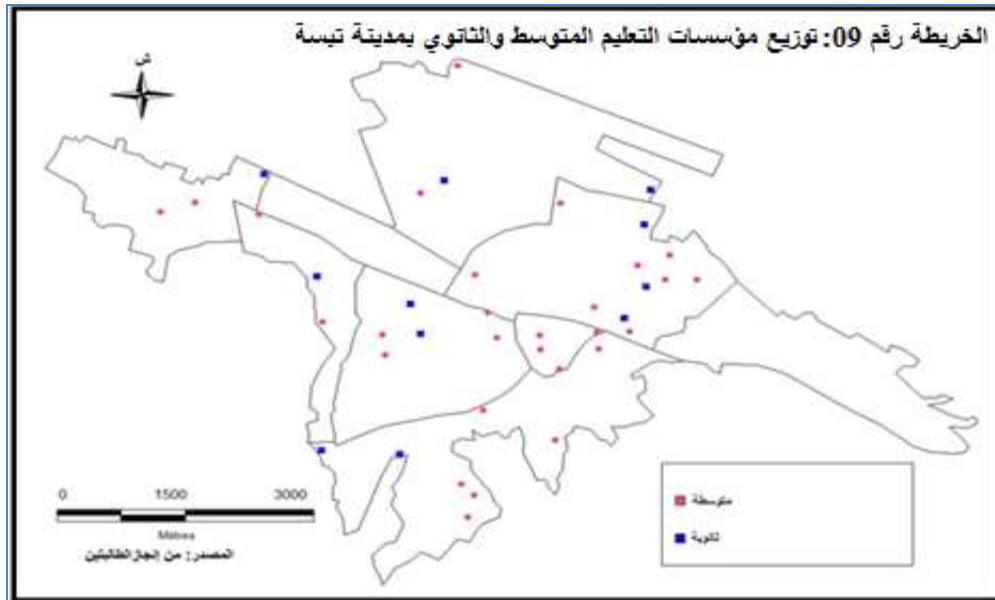 الخريطة رقم 09: توزيع مؤسسات التعليم المتوسط والثانوي بمدينة تبسة
ش
متوسطة
ثانوية
0 1500 3000
Mètres
المصدر: من إنجاز الطالبتين